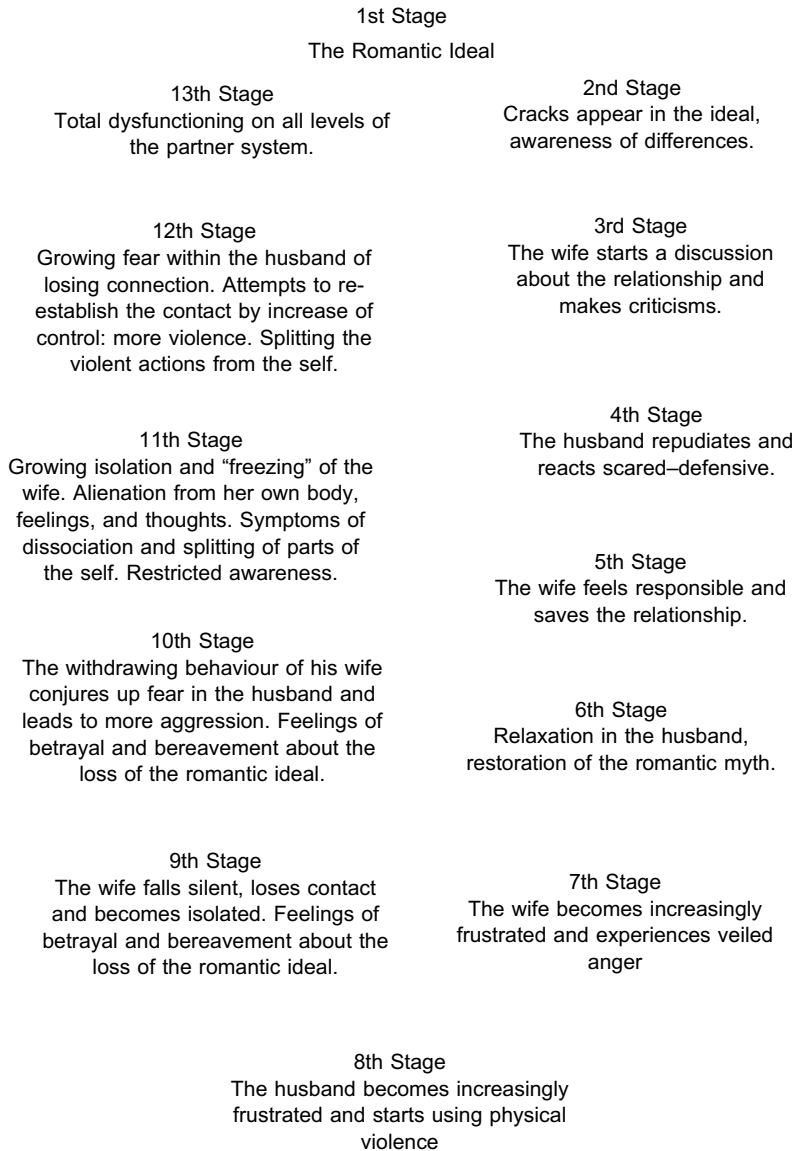 1st Stage
The Romantic Ideal
2nd Stage
Cracks appear in the ideal,
awareness of differences.
3rd Stage
The wife starts a discussion
about the relationship and
makes criticisms.
4th Stage
The husband repudiates and
reacts scared–defensive.
5th Stage
The wife feels responsible and
saves the relationship.
6th Stage
Relaxation in the husband,
restoration of the romantic myth.
7th Stage
The wife becomes increasingly
frustrated and experiences veiled
anger
8th Stage
The husband becomes increasingly
frustrated and starts using physical
violence
9th Stage
The wife falls silent, loses contact
and becomes isolated. Feelings of
betrayal and bereavement about the
loss of the romantic ideal.
10th Stage
The withdrawing behaviour of his wife
conjures up fear in the husband and
leads to more aggression. Feelings of
betrayal and bereavement about the
loss of the romantic ideal.
11th Stage
Growing isolation and “freezing” of the
wife. Alienation from her own body,
feelings, and thoughts. Symptoms of
dissociation and splitting of parts of
the self. Restricted awareness.
12th Stage
Growing fear within the husband of
losing connection. Attempts to re-
establish the contact by increase of
control: more violence. Splitting the
violent actions from the self.
13th Stage
Total dysfunctioning on all levels of
the partner system.